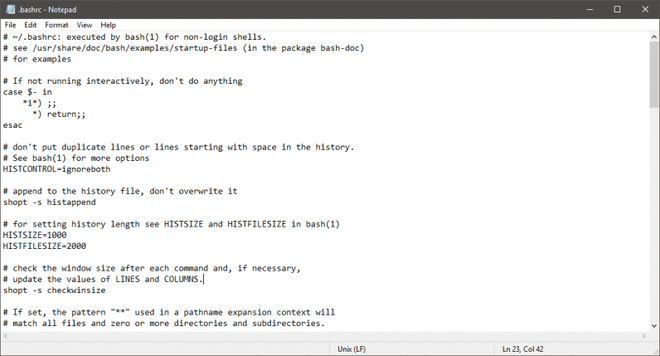 .bashrc - Notepad
File Edit Format View Help
# ~/.bashrc: executed by bash(1) for non-login shells.
# see /usr/share/doc/bash/examples/startup-files (in the package bash-doc)
# for examples

# If not running interactively, don't do anything
case $- in
    *i*) ;;
      *) return;;
esac

# don't put duplicate lines or lines starting with space in the history.
# See bash(1) for more options
HISTCONTROL=ignoreboth

# append to the history file, don't overwrite it
shopt -s histappend

# for setting history length see HISTSIZE and HISTFILESIZE in bash(1)
HISTSIZE=1000
HISTFILESIZE=2000

# check the window size after each command and, if necessary,
# update the values of LINES and COLUMNS.
shopt -s checkwinsize

# If set, the pattern "**" used in a pathname expansion context will
# match all files and zero or more directories and subdirectories.
Unix (LF) Ln 23, Col 42